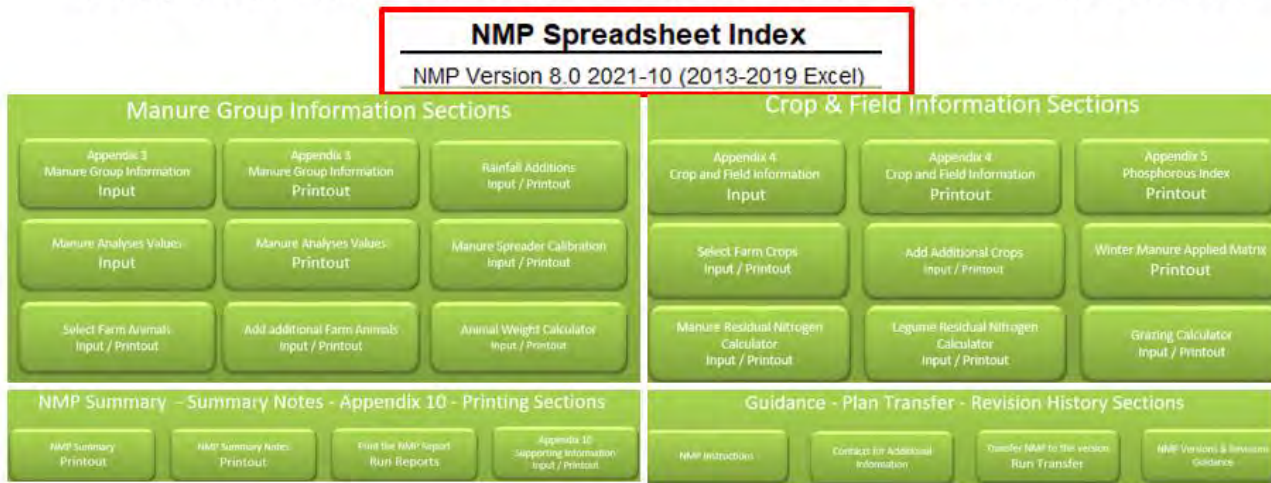 NMP Spreadsheet Index
NMP Version 8.0 2021-10 (2013-2019 Excel)
Manure Group Information Sections
Appendix 3
Manure Group Information
Input
Appendix 3
Manure Group Information
Printout
Rainfall Additions
Input / Printout
Manure Analyses Values
Input
Manure Analyses Values
Printout
Manure Spreader Calibration
Input / Printout
Select Farm Animals
Input / Printout
Add additional Farm Animals
Input / Printout
Animal Weight Calculator
Input / Printout
Crop & Field Information Sections
Appendix 4
Crop and Field Information
Input
Appendix 4
Crop and Field Information
Printout
Appendix 5
Phosphorous Index
Printout
Select Farm Crops
Input / Printout
Add Additional Crops
Input / Printout
Winter Manure Applied Matrix
Printout
Manure Residual Nitrogen
Calculator
Input / Printout
Legume Residual Nitrogen
Calculator
Input / Printout
Grazing Calculator
Input / Printout
NMP Summary - Summary Notes - Appendix 10 - Printing Sections
NMP Summary
Printout
NMP Summary Notes
Printout
Print the NMP Report
Run Reports
Appendix 10
Supporting Information
Input / Printout
Guidance - Plan Transfer - Revision History Sections
NMP Instructions
Contacts for Additional
Information
Transfer NMP to this version
Run Transfer
NMP Versions & Revisions
Guidance